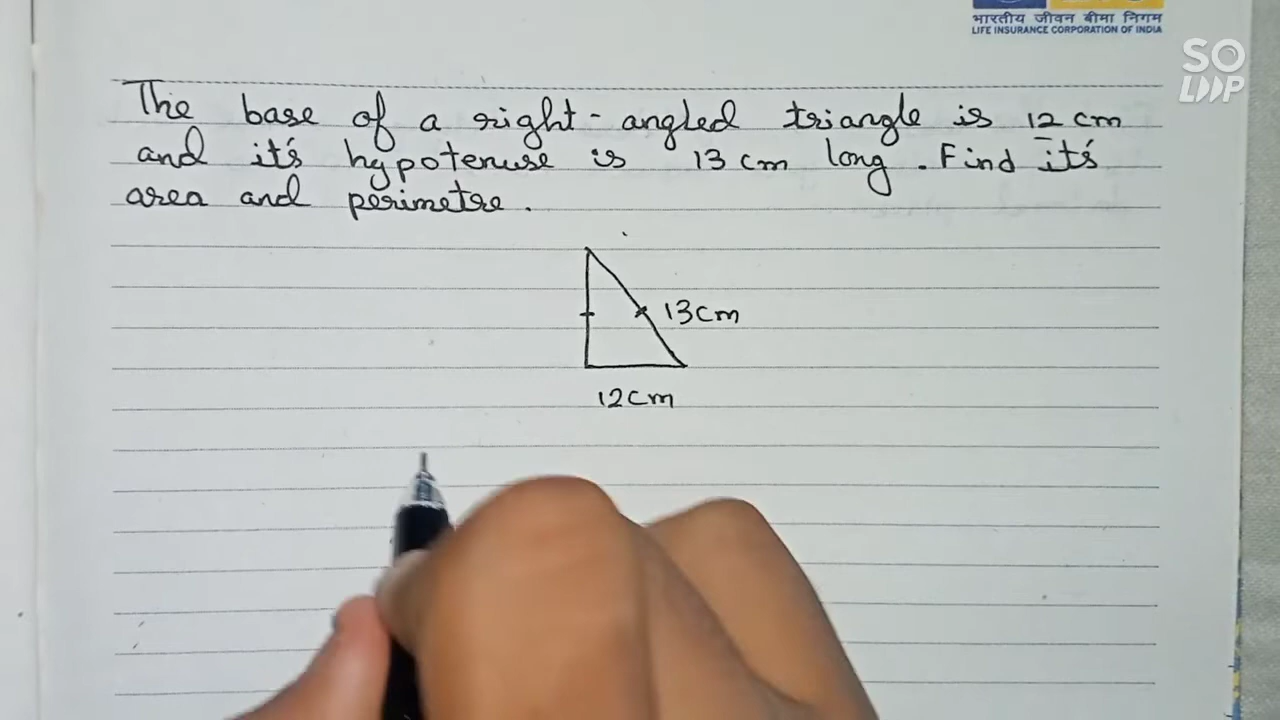 भारतीय जीवन बीमा निगम
LIFE INSURANCE CORPORATION OF INDIA
SO
LOOP
The base of a right-angled triangle is 12 cm
and it's hypotenuse is 13 cm long. Find it's
area and perimetre.
13cm
12cm